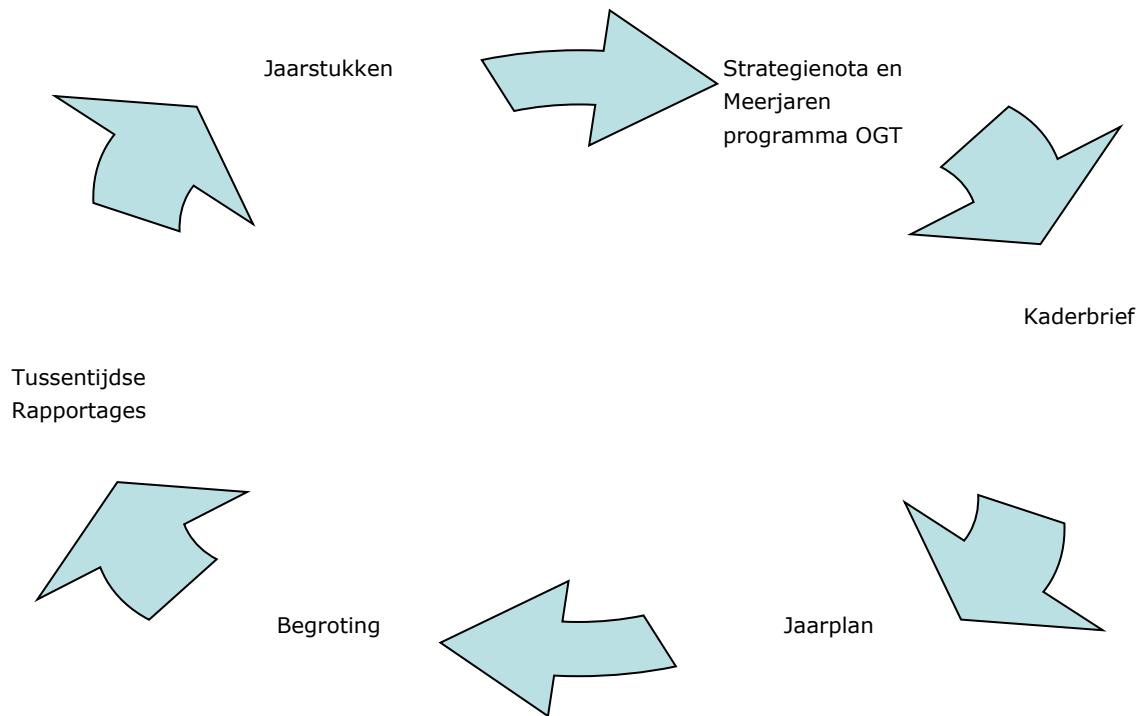 Jaarstukken
Strategienota en
Meerjaren
programma OGT
Kaderbrief
Tussentijdse
Rapportages
Begroting
Jaarplan